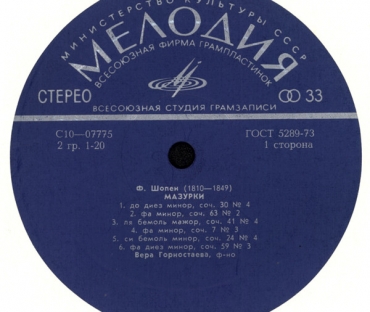 МИНИСТЕРСТВО КУЛЬТУРЫ СССР
МЕЛОДИЯ
ВСЕСОЮЗНАЯ ФИРМА ГРАМПЛАСТИНОК
СТЕРЕО 33
ВСЕСОЮЗНАЯ СТУДИЯ ГРАМЗАПИСИ
С10—07775 ГОСТ 5289-73
2 гр. 1-20 1 сторона
Ф. Шопен (1810—1849)
МАЗУРКИ
1. до диез минор, соч. 30 № 4
2. фа минор, соч. 63 № 2
3. ля бемоль мажор, соч. 41 № 4
4. фа минор, соч. 7 № 3
5. си бемоль минор, соч. 24 № 4
6. фа диез минор, соч. 59 № 3
Вера Горностаева, ф-но